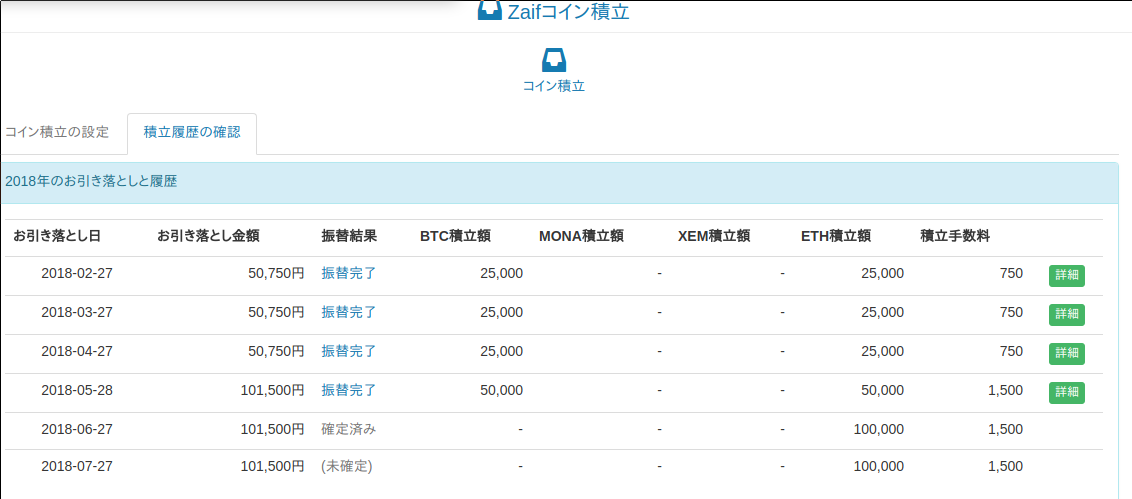 Zaifコイン積立
コイン積立
コイン積立の設定 積立履歴の確認
2018年のお引き落としと履歴
お引き落とし日 お引き落とし金額 振替結果 BTC積立額 MONA積立額 XEM積立額 ETH積立額 積立手数料
2018-02-27 50,750円 振替完了 25,000 - - 25,000 750 詳細
2018-03-27 50,750円 振替完了 25,000 - - 25,000 750 詳細
2018-04-27 50,750円 振替完了 25,000 - - 25,000 750 詳細
2018-05-28 101,500円 振替完了 50,000 - - 50,000 1,500 詳細
2018-06-27 101,500円 確定済み - - - 100,000 1,500
2018-07-27 101,500円 (未確定) - - - 100,000 1,500